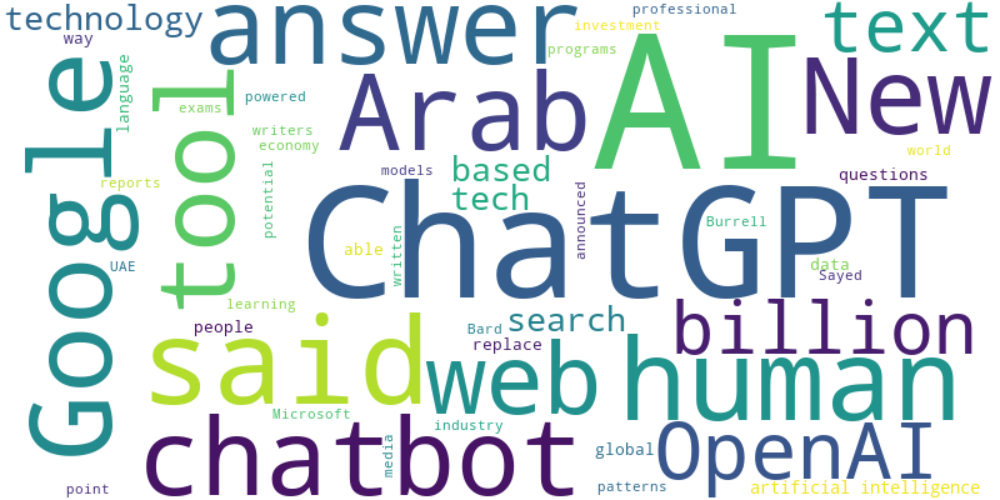 technology
way
Google
language
answer
tool
exams
powered
writers
economy
reports
UAE
potential
professional
investment
programs
Arab
AI
text
New
world
models
based
tech
announced
questions
ChatGPT
able
written
Burrell
data
Sayed
learning
people
said
Bard
search
replace
billion
web
human
Microsoft
industry
chatbot
media
global
OpenAI
point
patterns
artificial intelligence